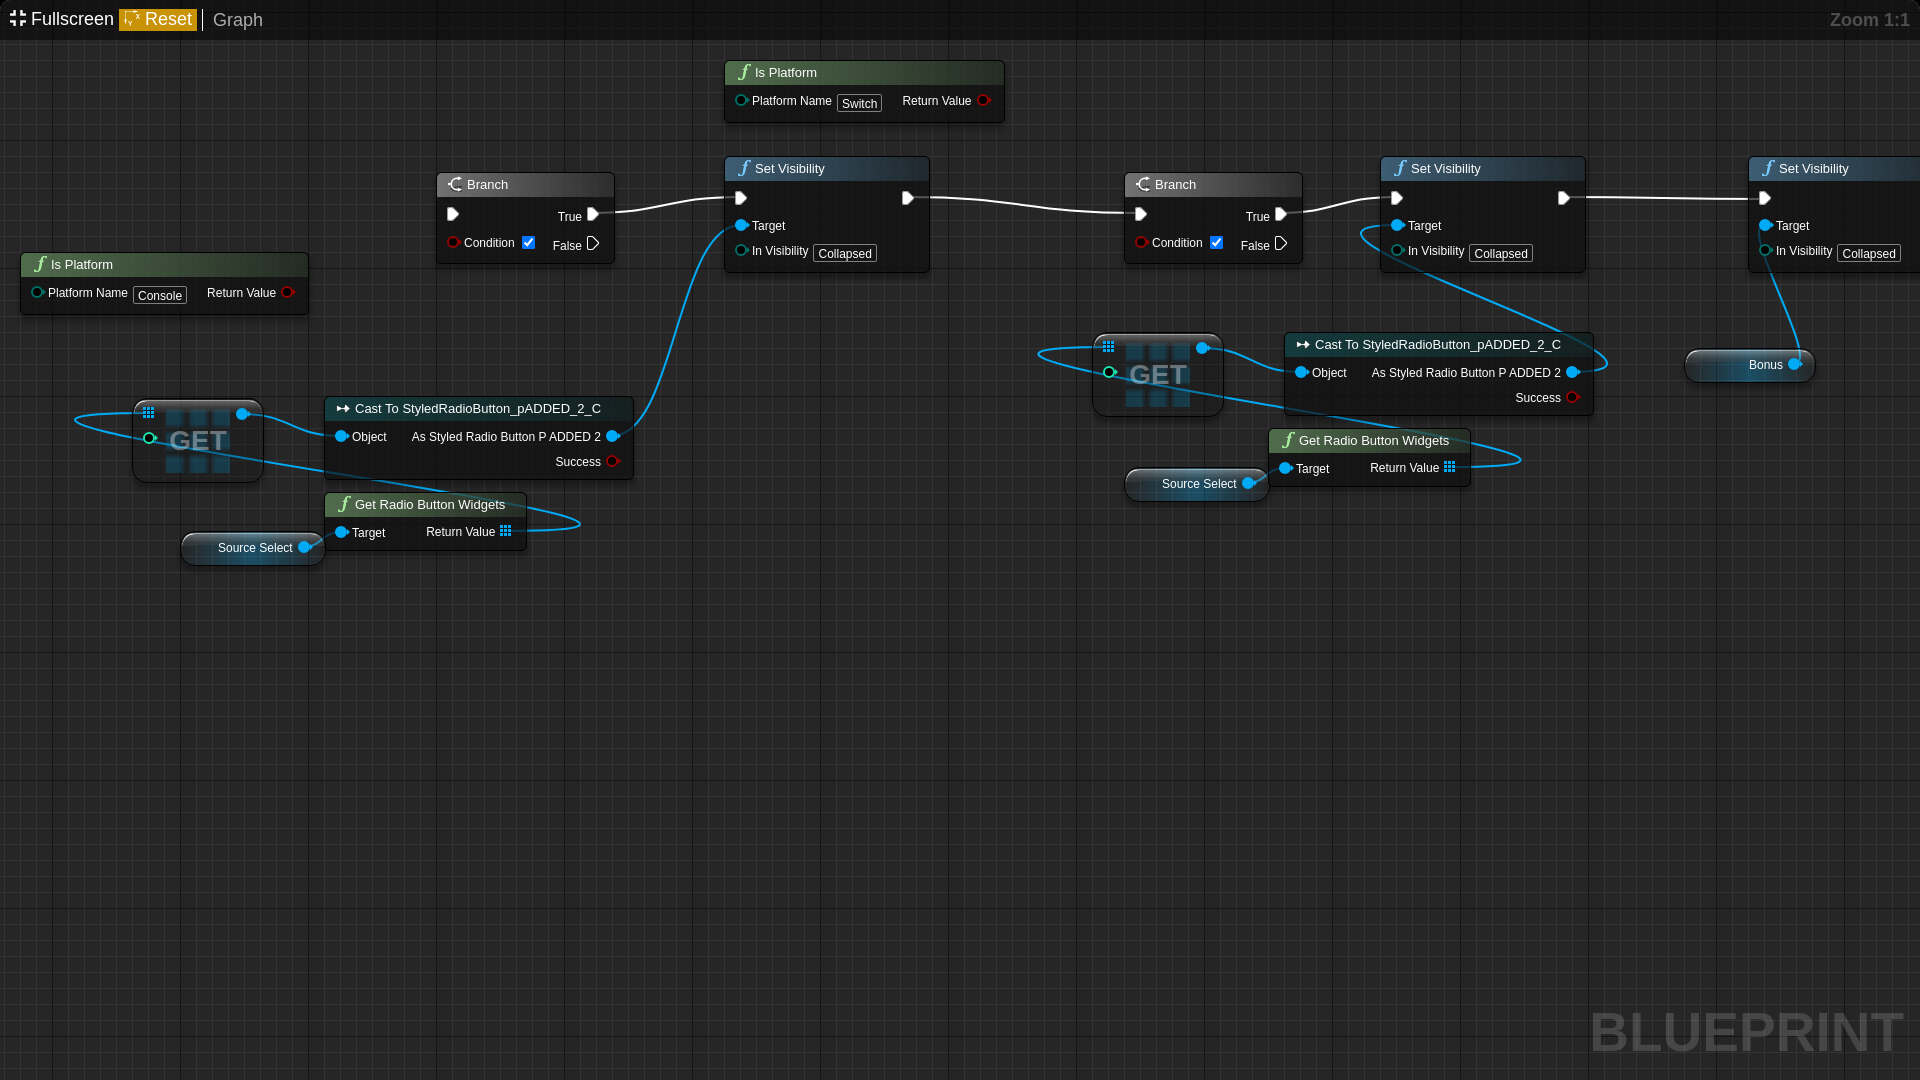 Fullscreen Reset Graph
Zoom 1:1
Is Platform
Platform Name Switch Return Value
Branch
True
Condition False
Set Visibility
Target
In Visibility Collapsed
Branch
True
Condition False
Set Visibility
Target
In Visibility Collapsed
Set Visibility
Target
In Visibility Collapsed
Is Platform
Platform Name Console Return Value
GET
Cast To StyledRadioButton_pADDED_2_C
Object As Styled Radio Button P ADDED 2
Success
Bonus
GET
Cast To StyledRadioButton_pADDED_2_C
Object As Styled Radio Button P ADDED 2
Success
Get Radio Button Widgets
Target Return Value
Source Select
Get Radio Button Widgets
Target Return Value
Source Select
BLUEPRINT